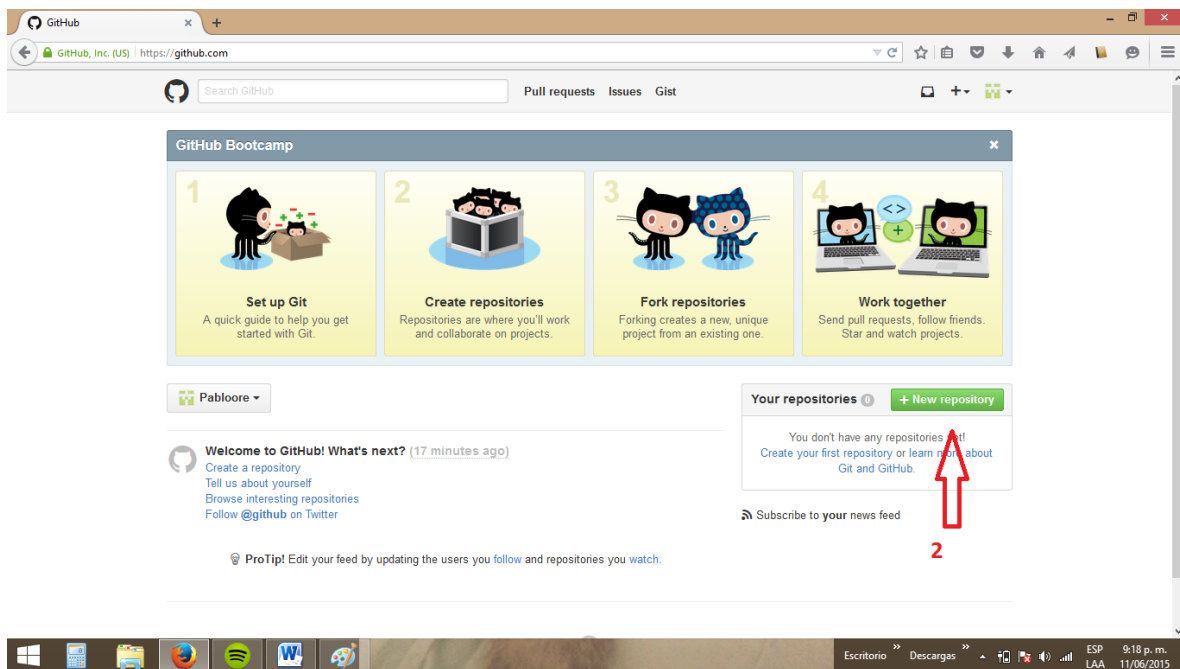 GitHub
GitHub, Inc. (US) https://github.com
Search GitHub
Pull requests Issues Gist
GitHub Bootcamp
1
Set up Git
A quick guide to help you get
started with Git.
2
Create repositories
Repositories are where you'll work
and collaborate on projects.
3
Fork repositories
Forking creates a new, unique
project from an existing one.
4
Work together
Send pull requests, follow friends.
Star and watch projects.
Pabloore
Your repositories 0
+ New repository
You don't have any repositories yet!
Create your first repository or learn more about
Git and GitHub.
Welcome to GitHub! What's next? (17 minutes ago)
Create a repository
Tell us about yourself
Browse interesting repositories
Follow @github on Twitter
Subscribe to your news feed
2
ProTip! Edit your feed by updating the users you follow and repositories you watch.
Escritorio » Descargas »
ESP
LAA
9:18 p. m.
11/06/2015